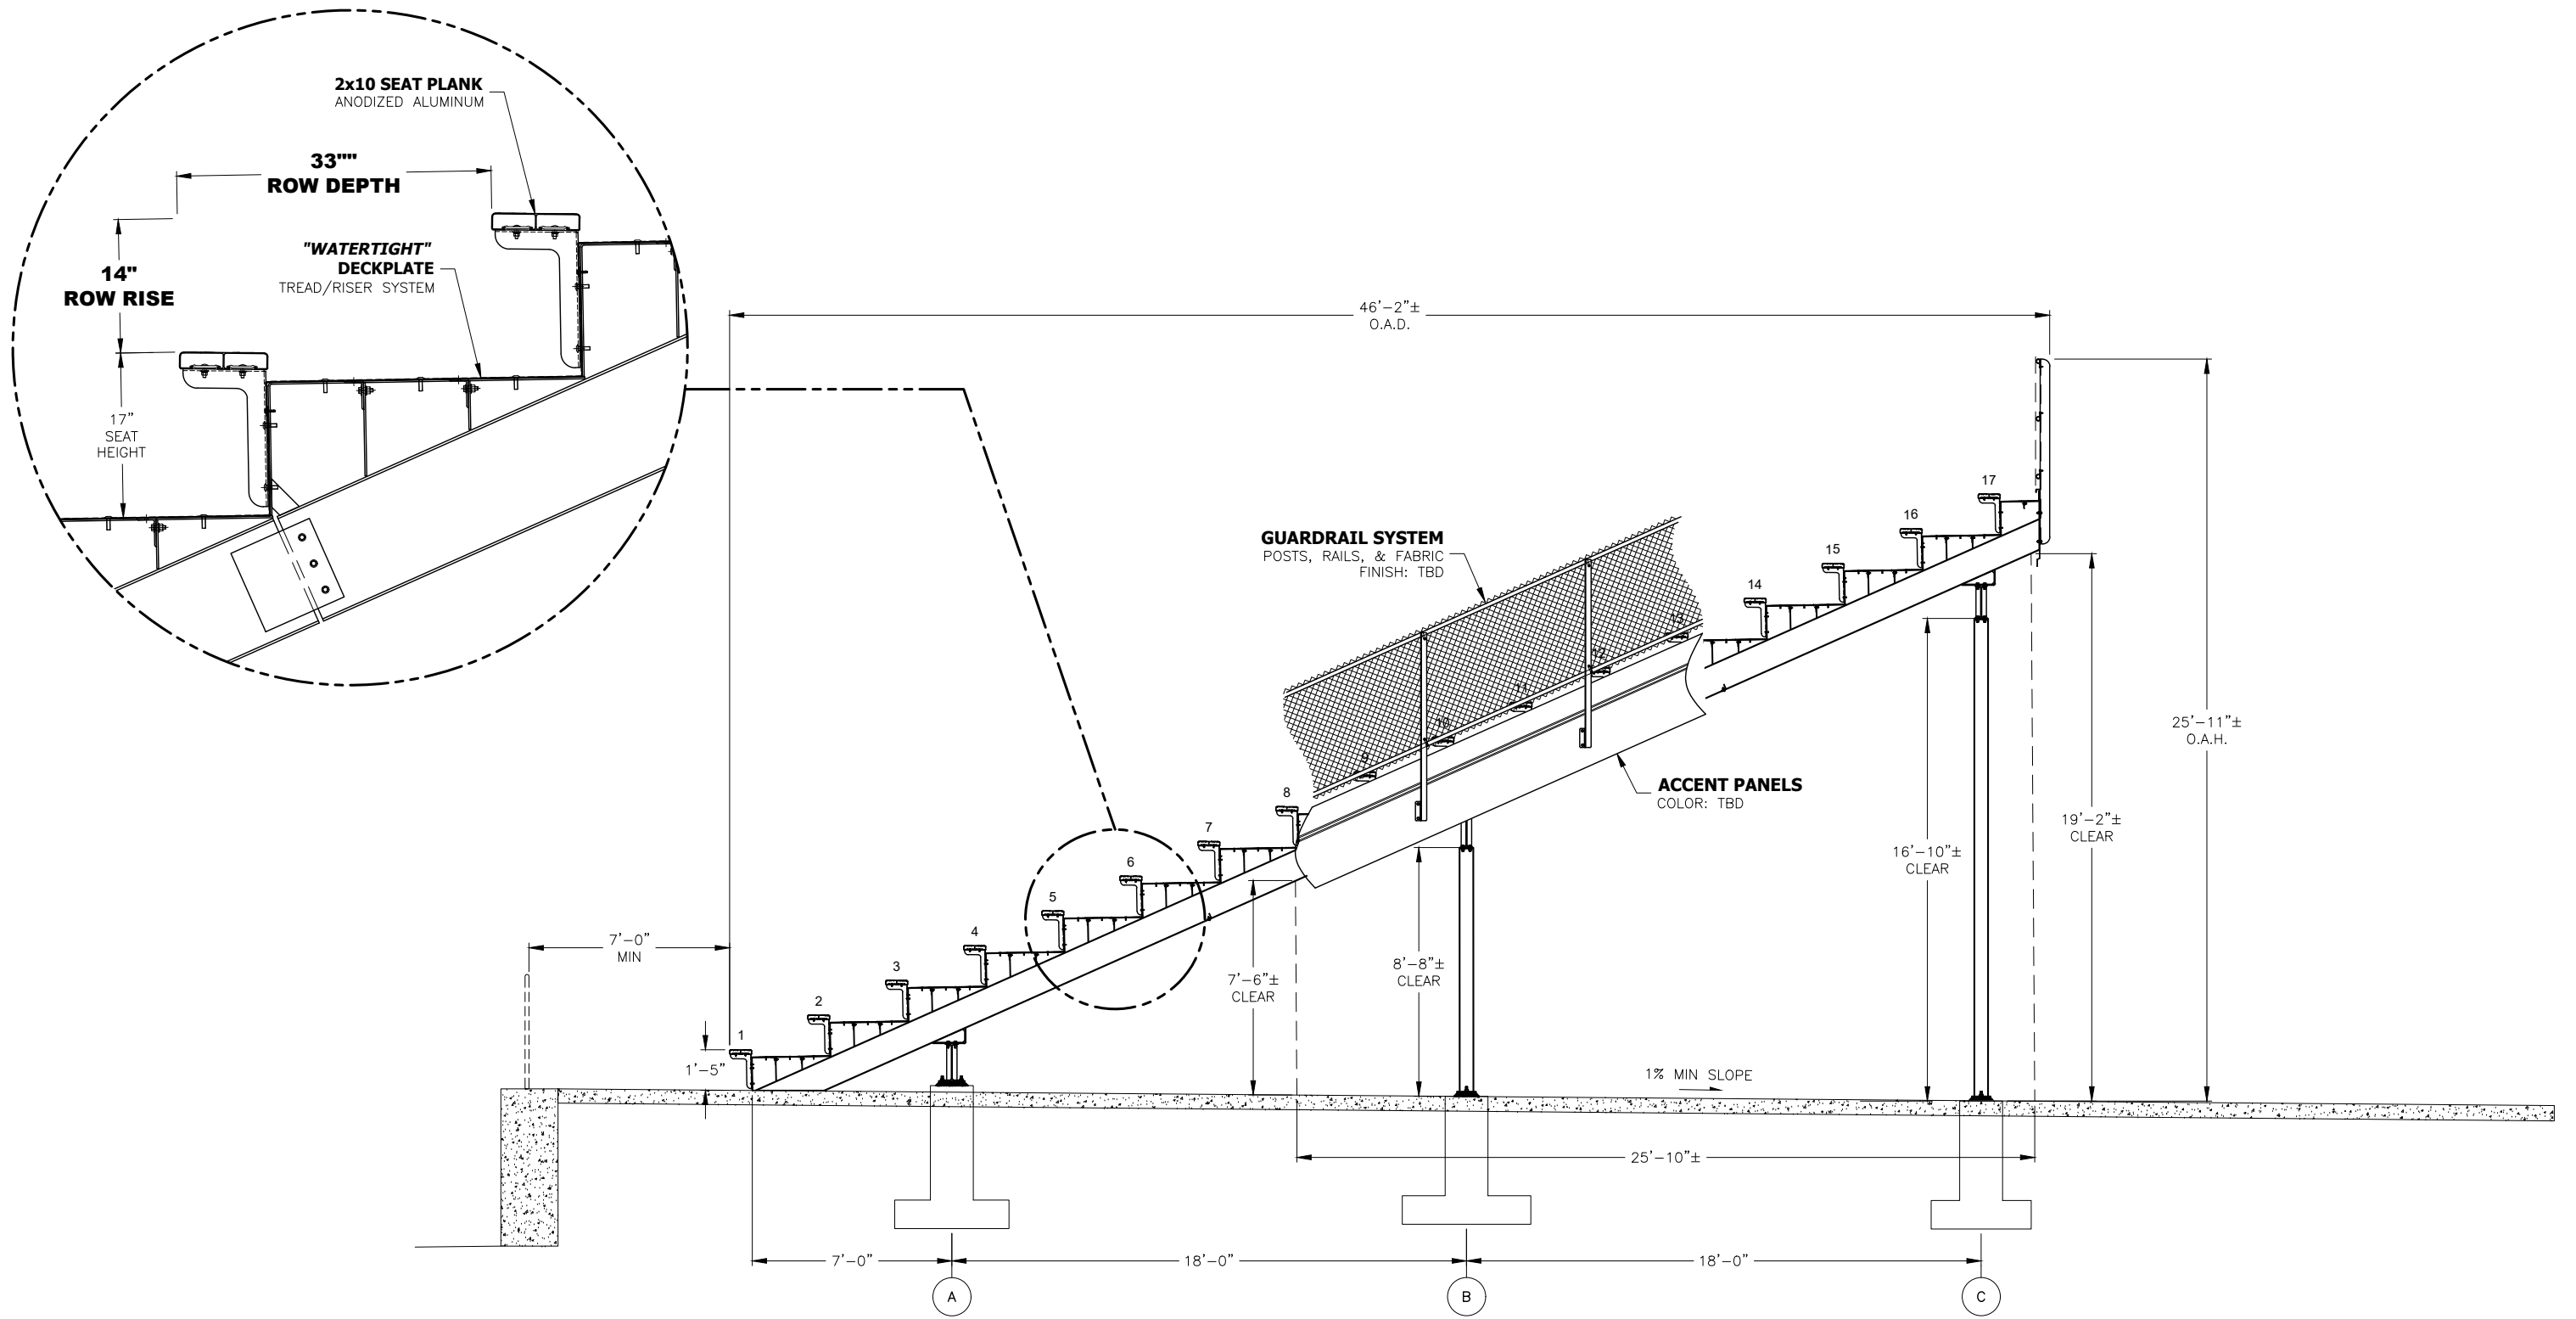 2x10 SEAT PLANK
ANODIZED ALUMINUM
33""
ROW DEPTH
"WATERTIGHT"
DECKPLATE
TREAD/RISER SYSTEM
14"
ROW RISE
17"
SEAT
HEIGHT
46'-2"±
O.A.D.
GUARDRAIL SYSTEM
POSTS, RAILS, & FABRIC
FINISH: TBD
ACCENT PANELS
COLOR: TBD
17
16
15
14
13
12
11
10
9
8
7
6
5
4
3
2
1
7'-0"
MIN
1'-5"
7'-6"±
CLEAR
8'-8"±
CLEAR
16'-10"±
CLEAR
19'-2"±
CLEAR
25'-11"±
O.A.H.
1% MIN SLOPE
25'-10"±
7'-0"
18'-0"
18'-0"
A
B
C